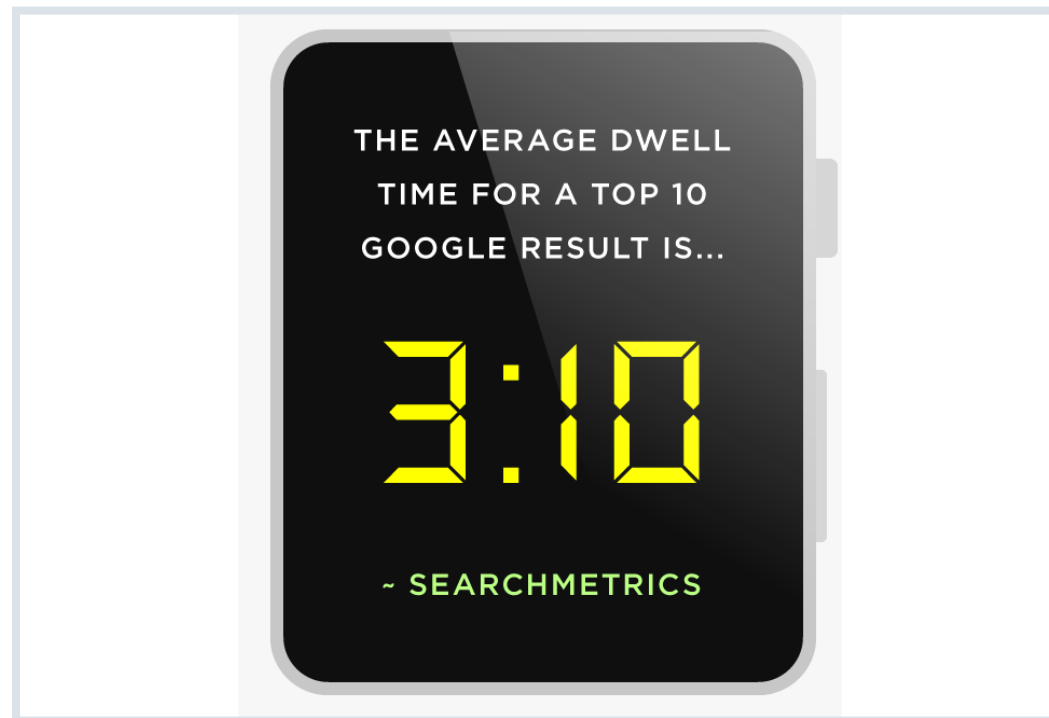 THE AVERAGE DWELL
TIME FOR A TOP 10
GOOGLE RESULT IS...
3:10
~ SEARCHMETRICS